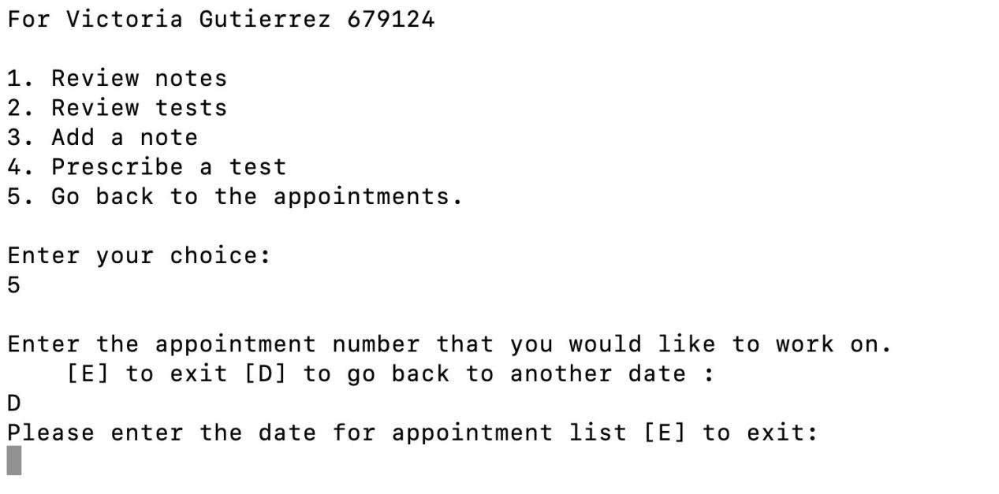 For Victoria Gutierrez 679124
1. Review notes
2. Review tests
3. Add a note
4. Prescribe a test
5. Go back to the appointments.
Enter your choice:
5
Enter the appointment number that you would like to work on.
[E] to exit [D] to go back to another date :
D
Please enter the date for appointment list [E] to exit: